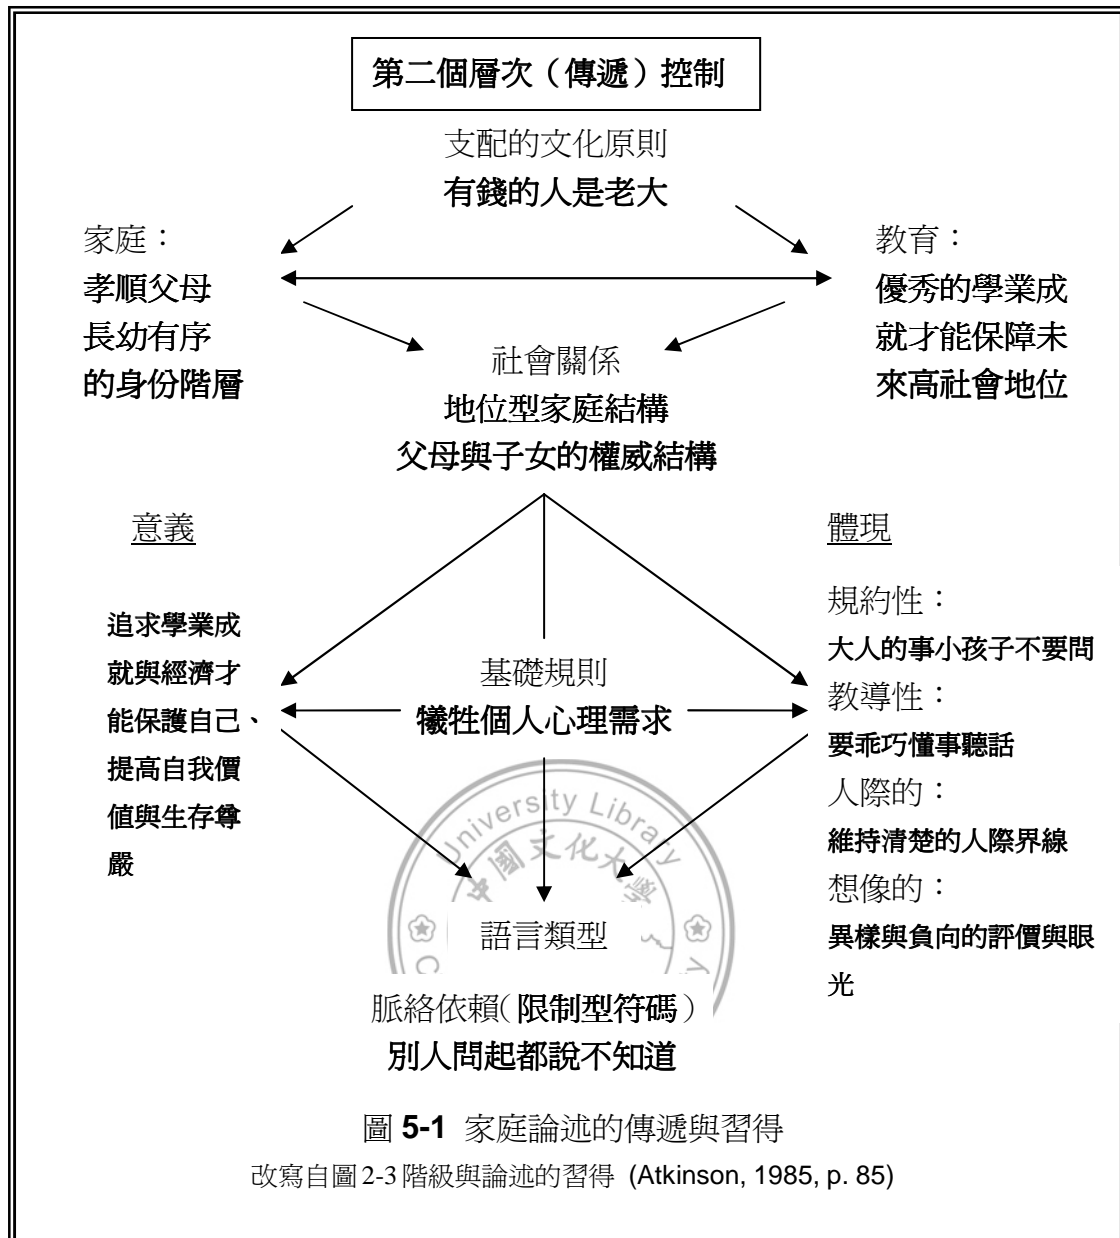 第二個層次（傳遞）控制
支配的文化原則
有錢的人是老大
家庭：
孝順父母
長幼有序
的身份階層
教育：
優秀的學業成
就才能保障未
來高社會地位
社會關係
地位型家庭結構
父母與子女的權威結構
意義
追求學業成
就與經濟才
能保護自己、
提高自我價
值與生存尊
嚴
基礎規則
犧牲個人心理需求
體現
規約性：
大人的事小孩子不要問
教導性：
要乖巧懂事聽話
人際的：
維持清楚的人際界線
想像的：
異樣與負向的評價與眼
光
University Library
中國文化大學
語言類型
脈絡依賴（限制型符碼）
別人問起都說不知道
圖 5-1 家庭論述的傳遞與習得
改寫自圖 2-3 階級與論述的習得 (Atkinson, 1985, p. 85)